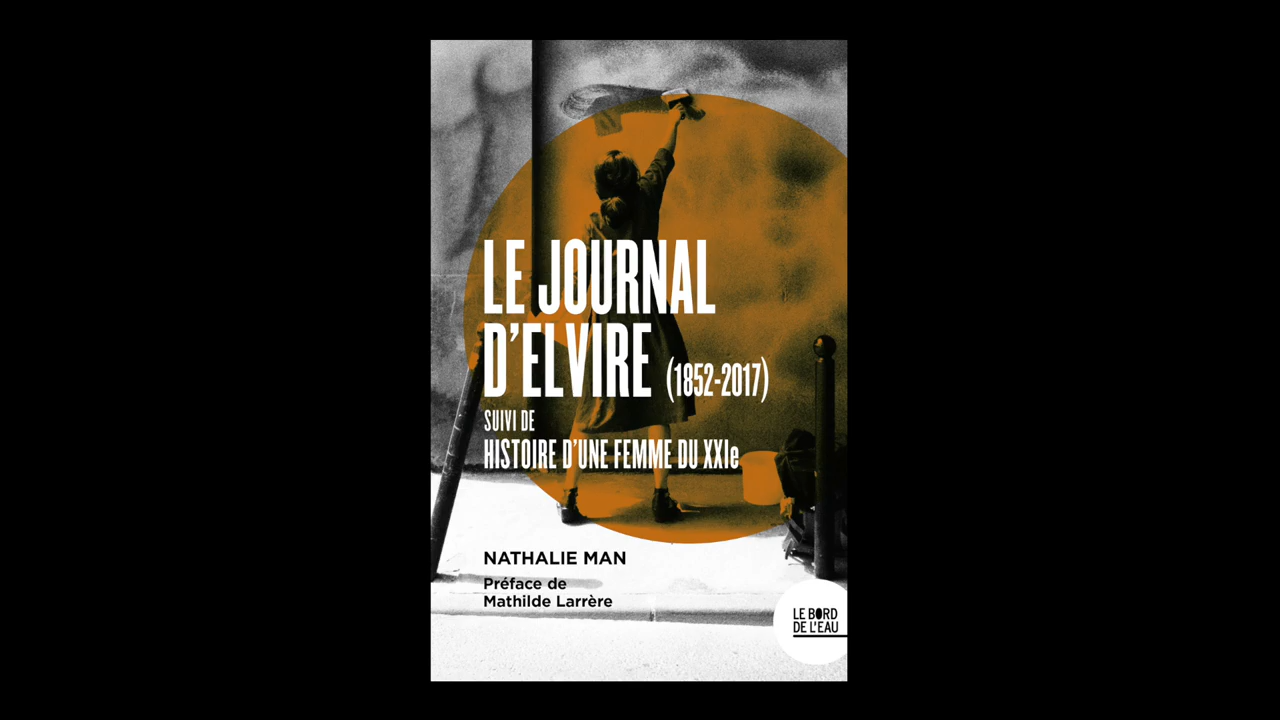 LE JOURNAL
D'ELVIRE (1852-2017)
SUIVI DE
HISTOIRE D'UNE FEMME DU XXIe
NATHALIE MAN
Préface de
Mathilde Larrère
LE BORD
DE L'EAU